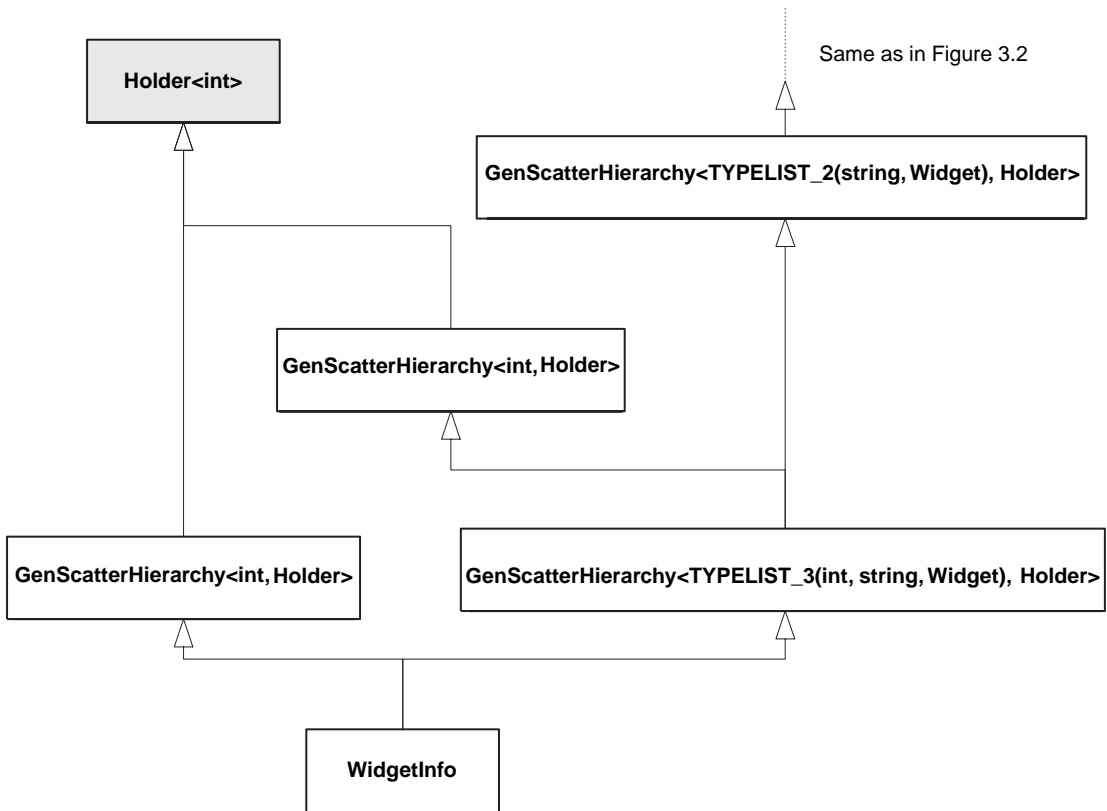 Same as in Figure 3.2
Holder<int>
GenScatterHierarchy<TYPELIST_2(string, Widget), Holder>
GenScatterHierarchy<int, Holder>
GenScatterHierarchy<int, Holder>
GenScatterHierarchy<TYPELIST_3(int, string, Widget), Holder>
WidgetInfo